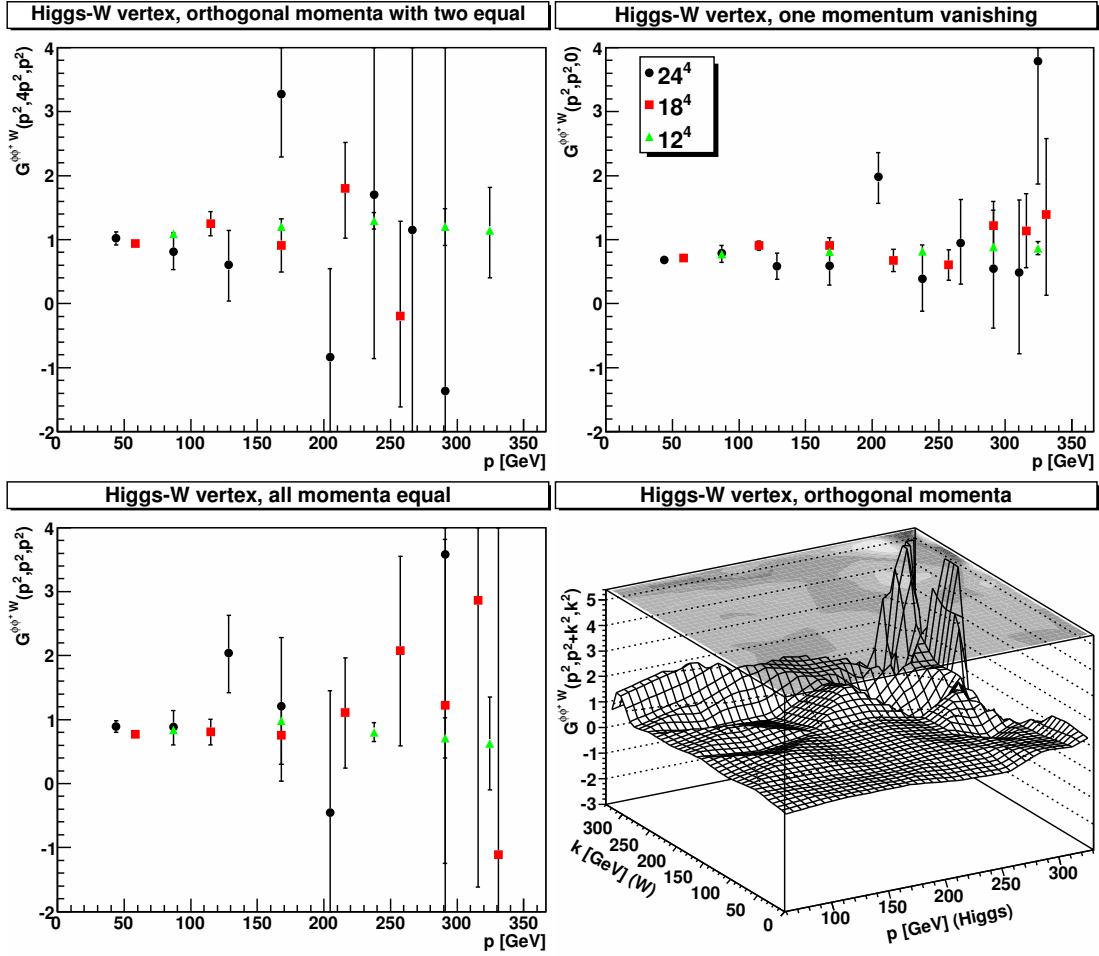 Higgs-W vertex, orthogonal momenta with two equal
G^{ϕϕ⁺W}(p²,4p²,p²)
4
3
2
1
0
-1
-2
0 50 100 150 200 250 300 350
p [GeV]
Higgs-W vertex, one momentum vanishing
G^{ϕϕ⁺W}(p²,p²,0)
24⁴
18⁴
12⁴
4
3
2
1
0
-1
-2
0 50 100 150 200 250 300 350
p [GeV]
Higgs-W vertex, all momenta equal
G^{ϕϕ⁺W}(p²,p²,p²)
4
3
2
1
0
-1
-2
0 50 100 150 200 250 300 350
p [GeV]
Higgs-W vertex, orthogonal momenta
G^{ϕϕ⁺W}(p²,p²+k²,k²)
5
4
3
2
1
0
-1
-2
-3
300 250 200 150 100 50 0
k [GeV] (W)
100 150 200 250 300
p [GeV] (Higgs)